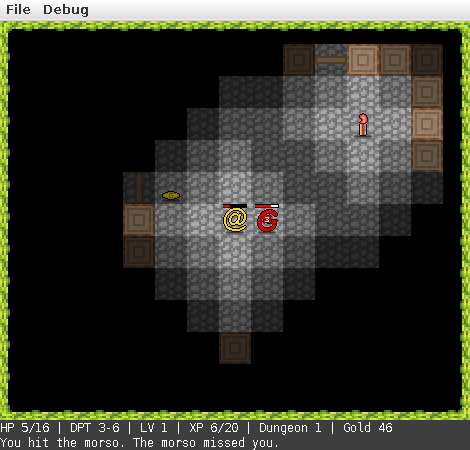 File Debug
@
HP 5/16 | DPT 3-6 | LV 1 | XP 6/20 | Dungeon 1 | Gold 46
You hit the morso. The morso missed you.